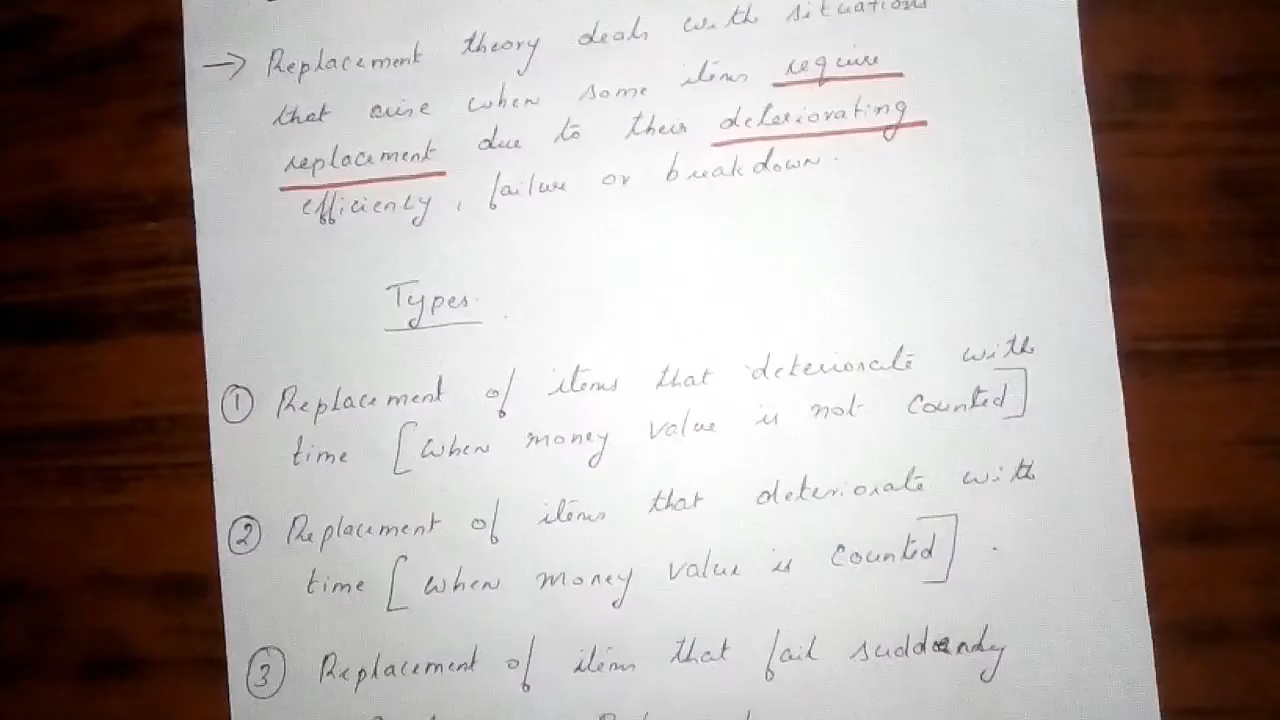 → Replacement theory deals with situations
that arise when some items require
replacement due to their deteriorating
efficiency, failure or breakdown.
Types.
① Replacement of items that deteriorate with
time [when money value is not counted]
② Replacement of items that deteriorate with
time [when money value is counted].
③ Replacement of items that fail suddenly